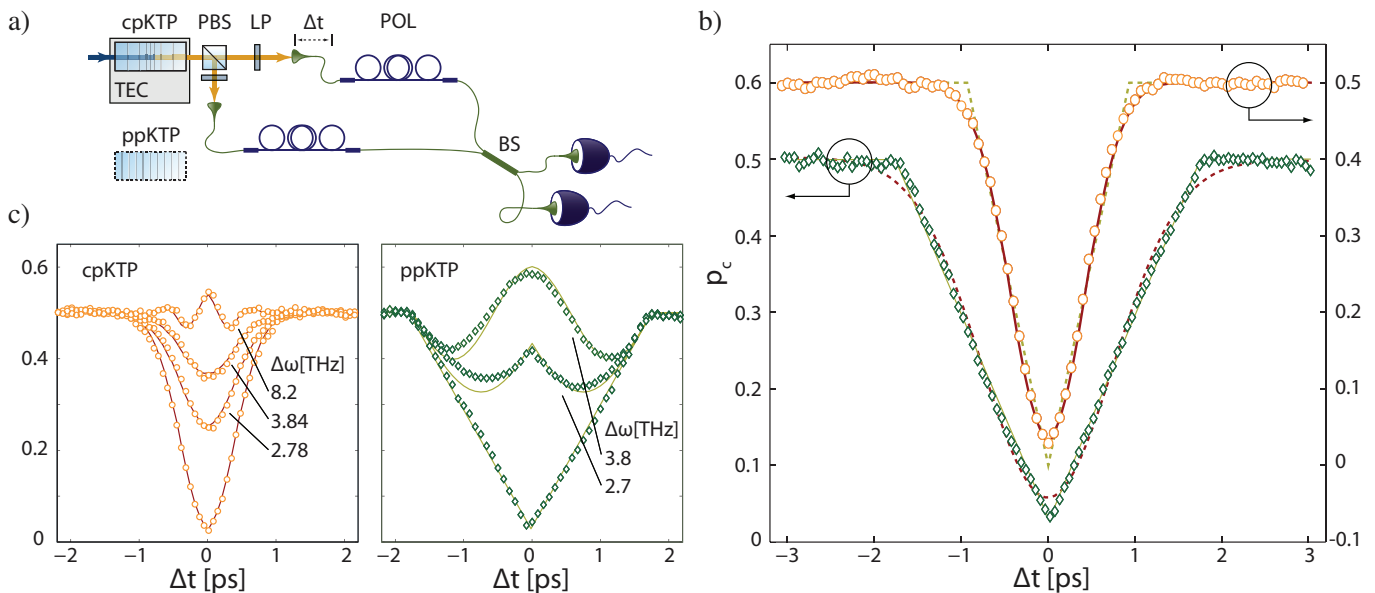 a)
cpKTP PBS LP Δt POL
TEC
ppKTP
BS
b)
0.6
0.5
0.4
0.3
0.2
0.1
0
p_c
0.5
0.4
0.3
0.2
0.1
0
-0.1
-3 -2 -1 0 1 2 3
Δt [ps]
c)
cpKTP
0.6
0.4
0.2
0
Δω[THz]
8.2
3.84
2.78
-2 -1 0 1 2
Δt [ps]
ppKTP
Δω[THz]
3.8
2.7
-2 -1 0 1 2
Δt [ps]